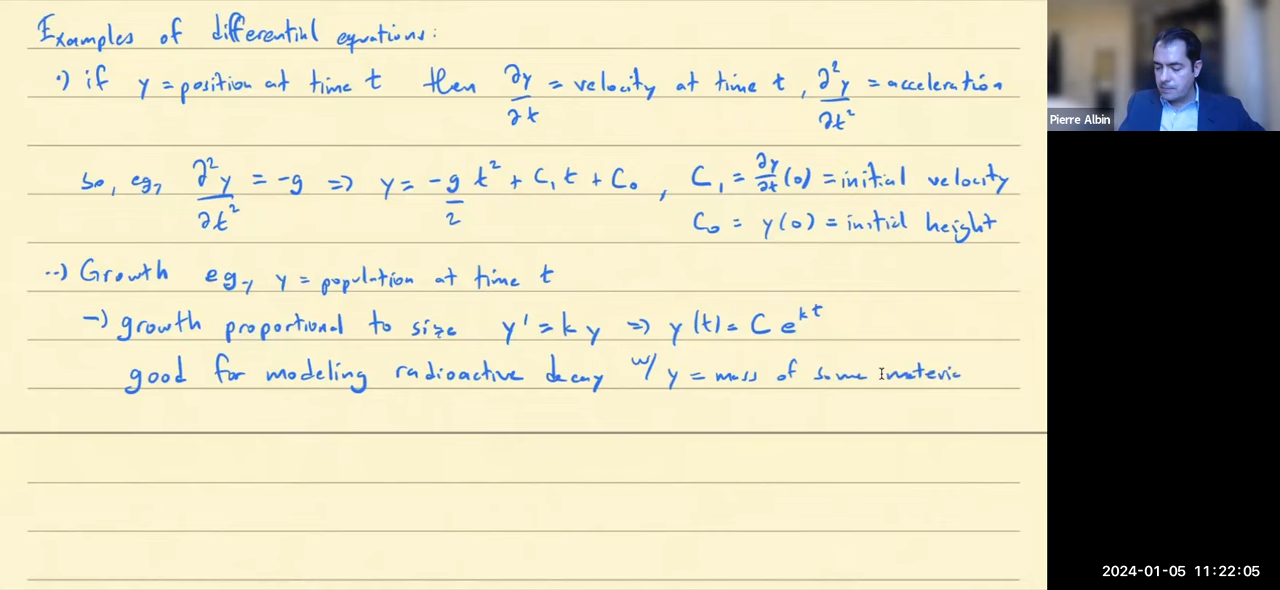 Examples of differential equations:
·) if y = position at time t then ∂y/∂t = velocity at time t, ∂²y/∂t² = acceleration
so, eg, ∂²y/∂t² = -g => y = -g/2 t² + C₁t + C₀, C₁ = ∂y/∂t(0) = initial velocity
C₀ = y(0) = initial height
··) Growth eg, y = population at time t
-) growth proportional to size y' = ky => y(t) = C e^{kt}
good for modeling radioactive decay w/ y = mass of some materia
Pierre Albin
2024-01-05 11:22:05